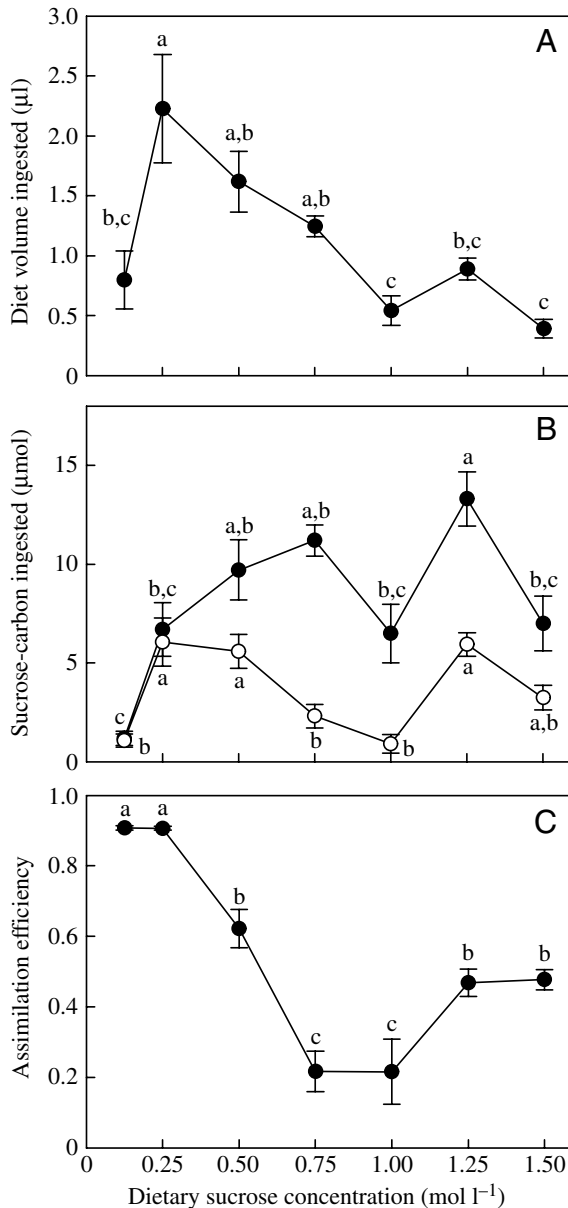 3.0
A
a
2.5
2.0
a,b
1.5
a,b
b,c
b,c
1.0
c
c
0.5
0
Diet volume ingested (µl)
B
15
a
a,b
a,b
10
b,c
b,c
b,c
5
a
a
a
a,b
b
c
b
b
0
Sucrose-carbon ingested (µmol)
1.0
C
a
a
0.8
b
0.6
b
b
0.4
c
c
0.2
0
Assimilation efficiency
0
0.25
0.50
0.75
1.00
1.25
1.50
Dietary sucrose concentration (mol l⁻¹)